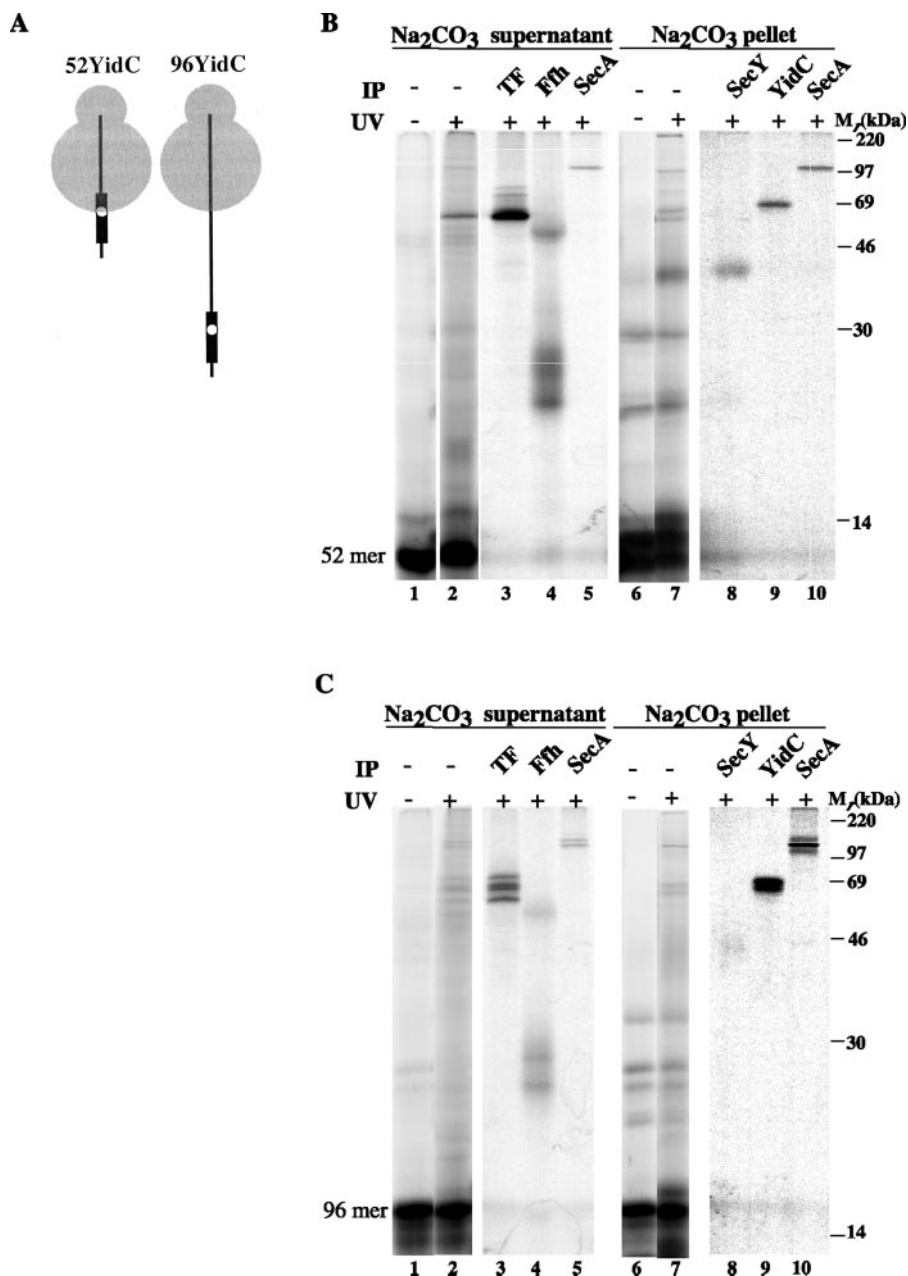 A
52YidC 96YidC
B
Na2CO3 supernatant Na2CO3 pellet
IP - - TF Ffh SecA - - SecY YidC SecA
UV - + + + + - + + + + Mr(kDa)
220
97
69
46
30
14
52 mer
1 2 3 4 5 6 7 8 9 10
C
Na2CO3 supernatant Na2CO3 pellet
IP - - TF Ffh SecA - - SecY YidC SecA
UV - + + + + - + + + + Mr(kDa)
220
97
69
46
30
96 mer
14
1 2 3 4 5 6 7 8 9 10